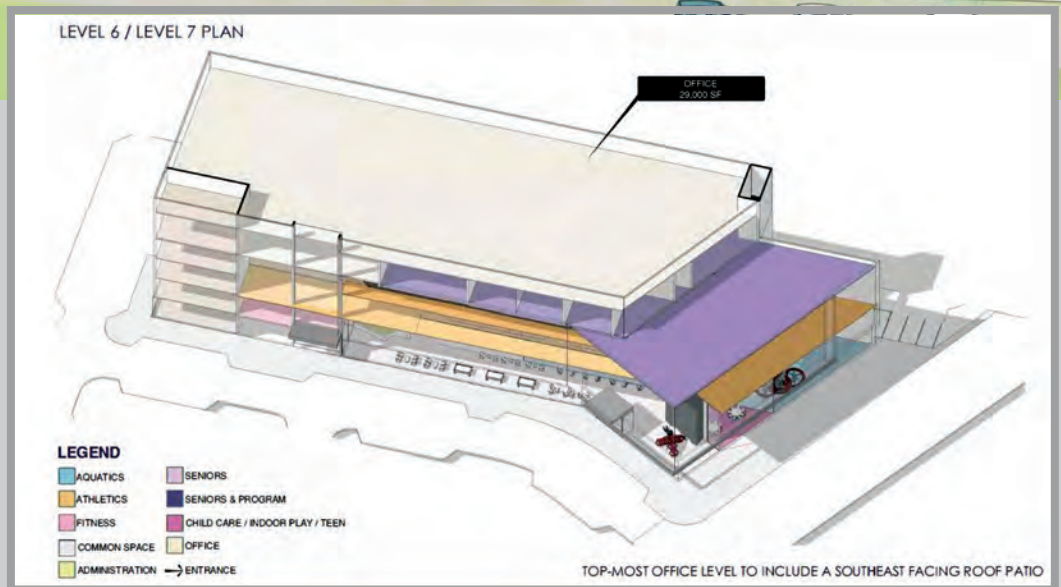 LEVEL 6 / LEVEL 7 PLAN
OFFICE
29,000 SF
LEGEND
AQUATICS
ATHLETICS
FITNESS
COMMON SPACE
ADMINISTRATION
SENIORS
SENIORS & PROGRAM
CHILD CARE / INDOOR PLAY / TEEN
OFFICE
ENTRANCE
TOP-MOST OFFICE LEVEL TO INCLUDE A SOUTHEAST FACING ROOF PATIO